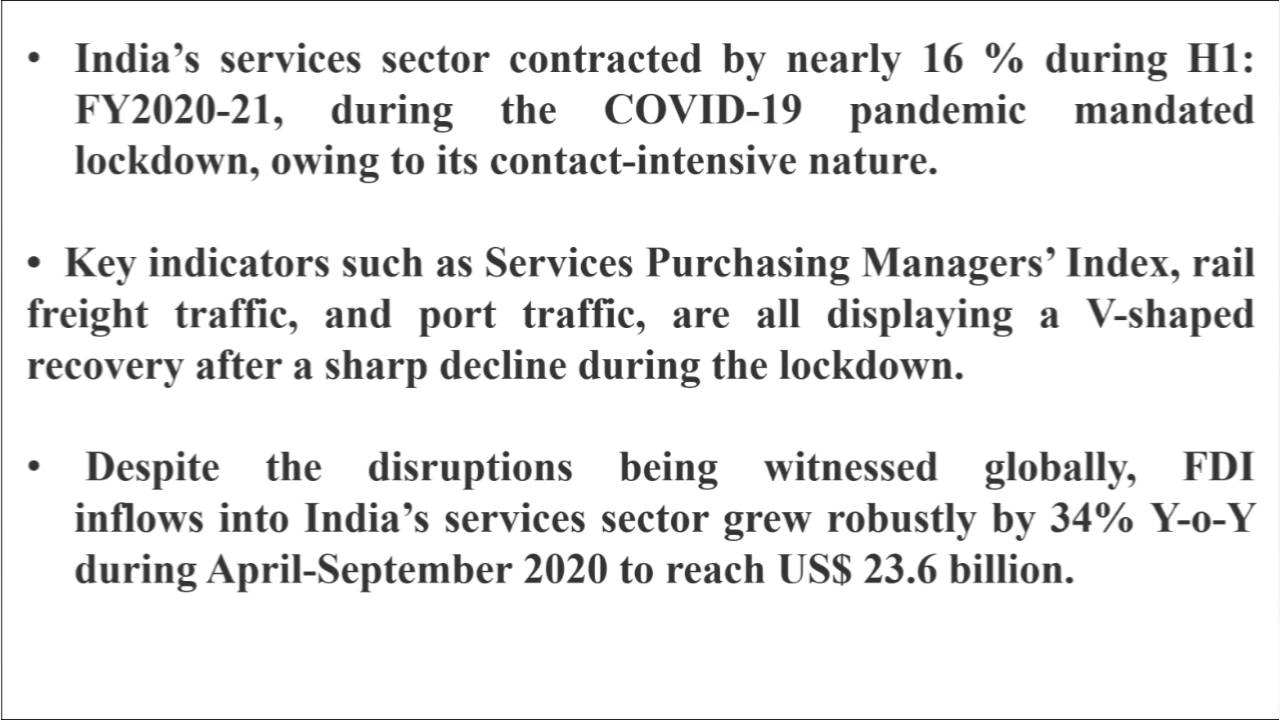 • India’s services sector contracted by nearly 16 % during H1:
FY2020-21, during the COVID-19 pandemic mandated
lockdown, owing to its contact-intensive nature.
• Key indicators such as Services Purchasing Managers’ Index, rail
freight traffic, and port traffic, are all displaying a V-shaped
recovery after a sharp decline during the lockdown.
• Despite the disruptions being witnessed globally, FDI
inflows into India’s services sector grew robustly by 34% Y-o-Y
during April-September 2020 to reach US$ 23.6 billion.